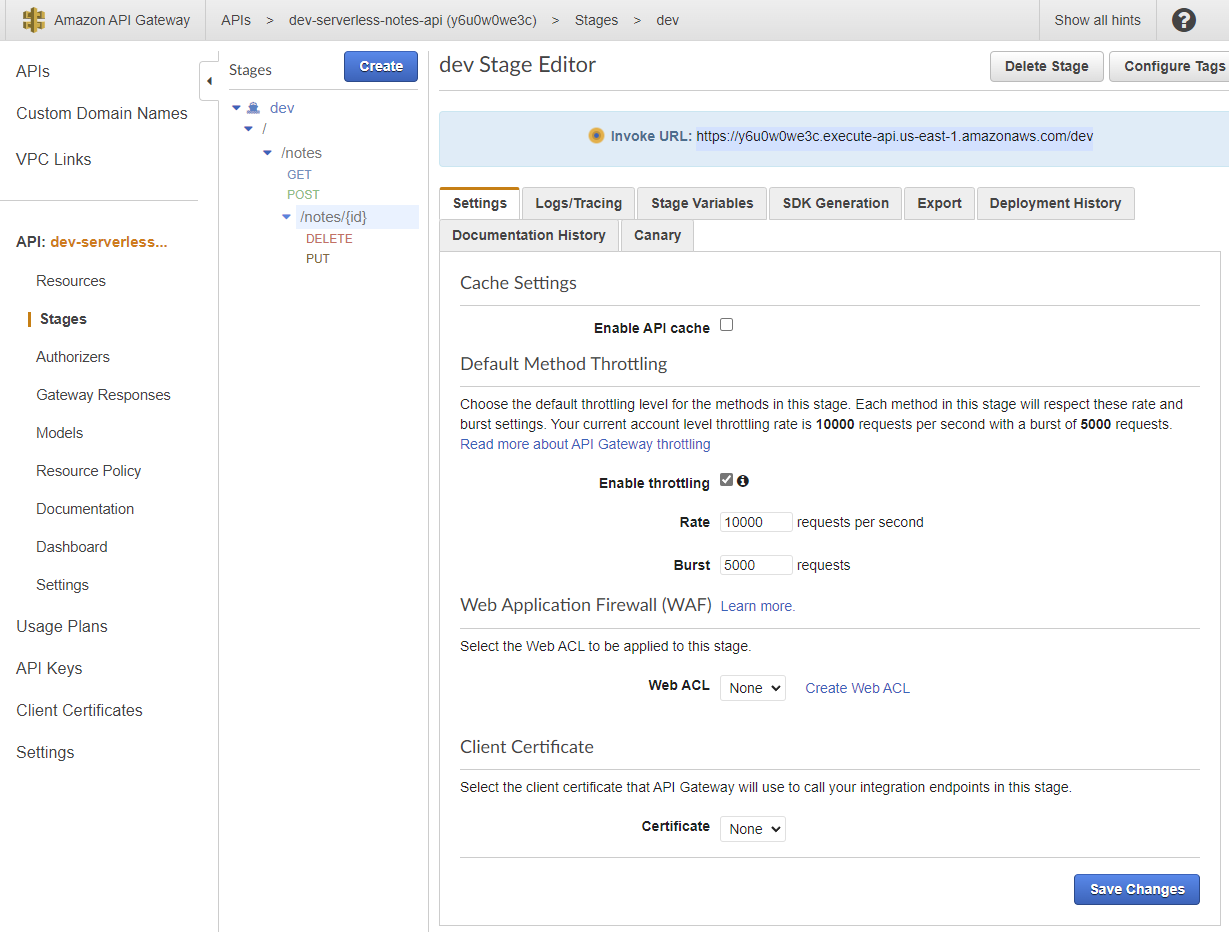 Amazon API Gateway
APIs > dev-serverless-notes-api (y6u0w0we3c) > Stages > dev
Show all hints
?
APIs
Custom Domain Names
VPC Links
API: dev-serverless...
Resources
Stages
Authorizers
Gateway Responses
Models
Resource Policy
Documentation
Dashboard
Settings
Usage Plans
API Keys
Client Certificates
Settings
Stages
Create
dev
/
/notes
GET
POST
/notes/{id}
DELETE
PUT
dev Stage Editor
Delete Stage
Configure Tags
Invoke URL: https://y6u0w0we3c.execute-api.us-east-1.amazonaws.com/dev
Settings
Logs/Tracing
Stage Variables
SDK Generation
Export
Deployment History
Documentation History
Canary
Cache Settings
Enable API cache
Default Method Throttling
Choose the default throttling level for the methods in this stage. Each method in this stage will respect these rate and
burst settings. Your current account level throttling rate is 10000 requests per second with a burst of 5000 requests.
Read more about API Gateway throttling
Enable throttling
Rate 10000 requests per second
Burst 5000 requests
Web Application Firewall (WAF) Learn more.
Select the Web ACL to be applied to this stage.
Web ACL None Create Web ACL
Client Certificate
Select the client certificate that API Gateway will use to call your integration endpoints in this stage.
Certificate None
Save Changes